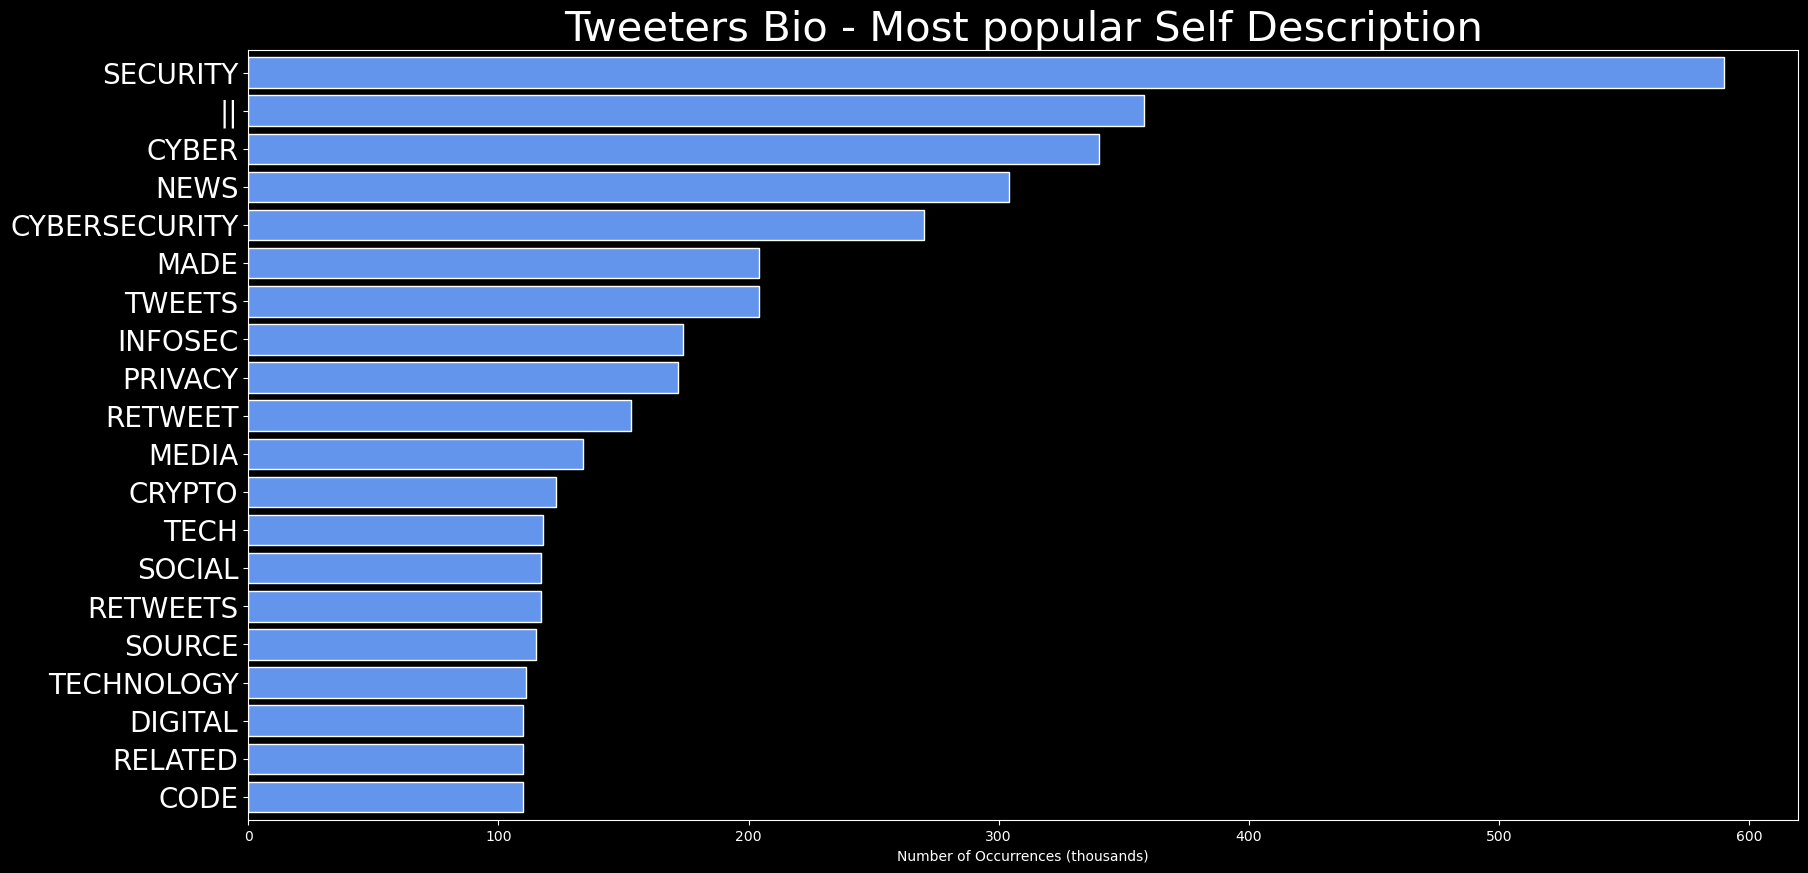 Tweeters Bio - Most popular Self Description
SECURITY
||
CYBER
NEWS
CYBERSECURITY
MADE
TWEETS
INFOSEC
PRIVACY
RETWEET
MEDIA
CRYPTO
TECH
SOCIAL
RETWEETS
SOURCE
TECHNOLOGY
DIGITAL
RELATED
CODE
0 100 200 300 400 500 600
Number of Occurrences (thousands)